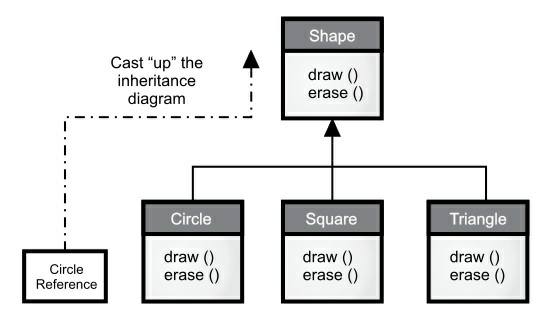 Shape
Cast “up” the
inheritance
diagram
draw ()
erase ()
Circle
Square
Triangle
draw ()
erase ()
draw ()
erase ()
draw ()
erase ()
Circle
Reference